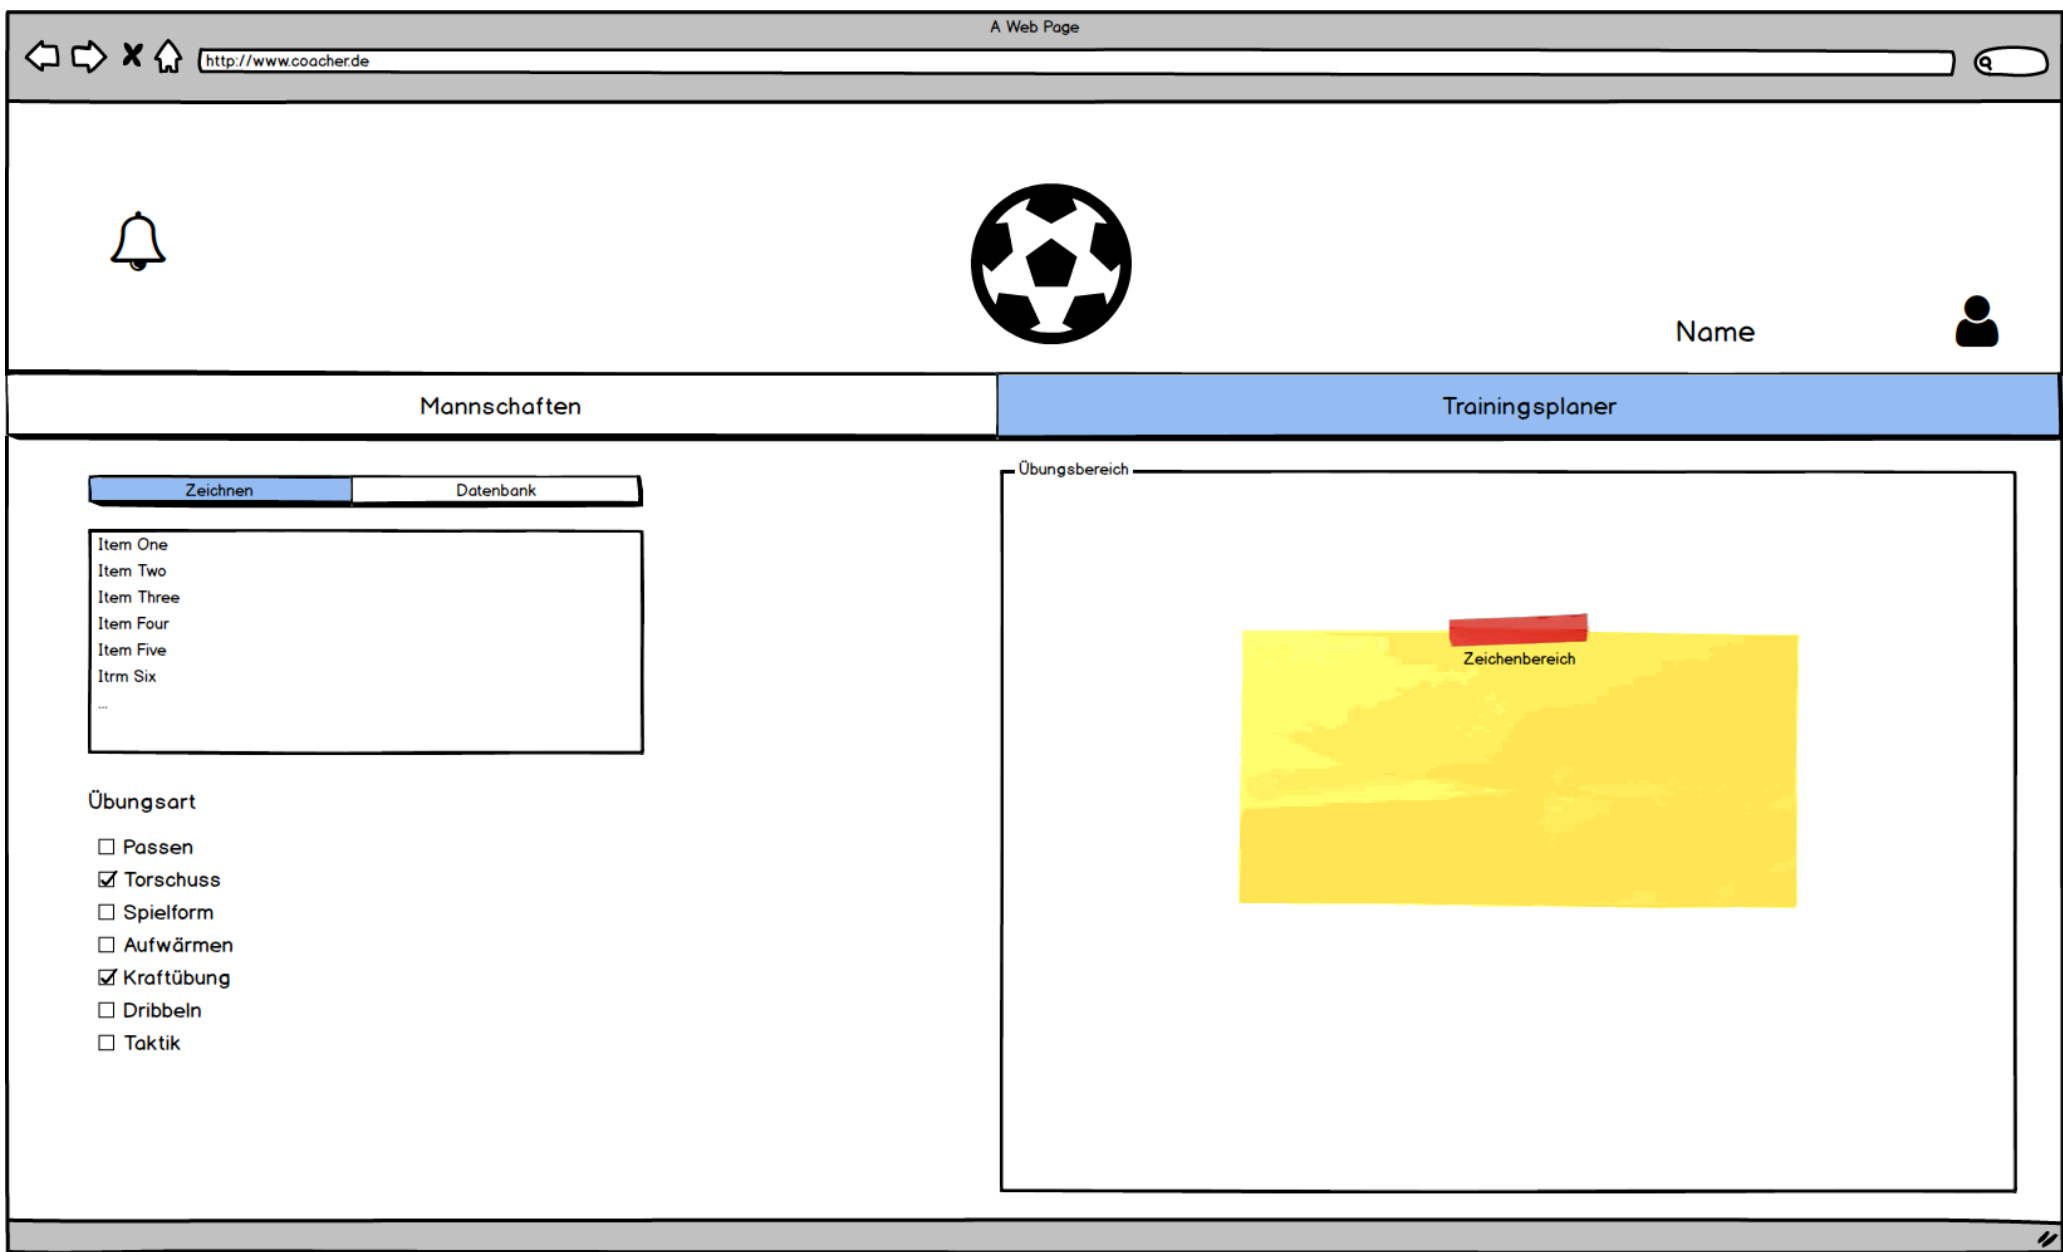 A Web Page
http://www.coacher.de
Name
Mannschaften
Trainingsplaner
Zeichnen
Datenbank
Item One
Item Two
Item Three
Item Four
Item Five
Itrm Six
...
Übungsart
Passen
Torschuss
Spielform
Aufwärmen
Kraftübung
Dribbeln
Taktik
Übungsbereich
Zeichenbereich